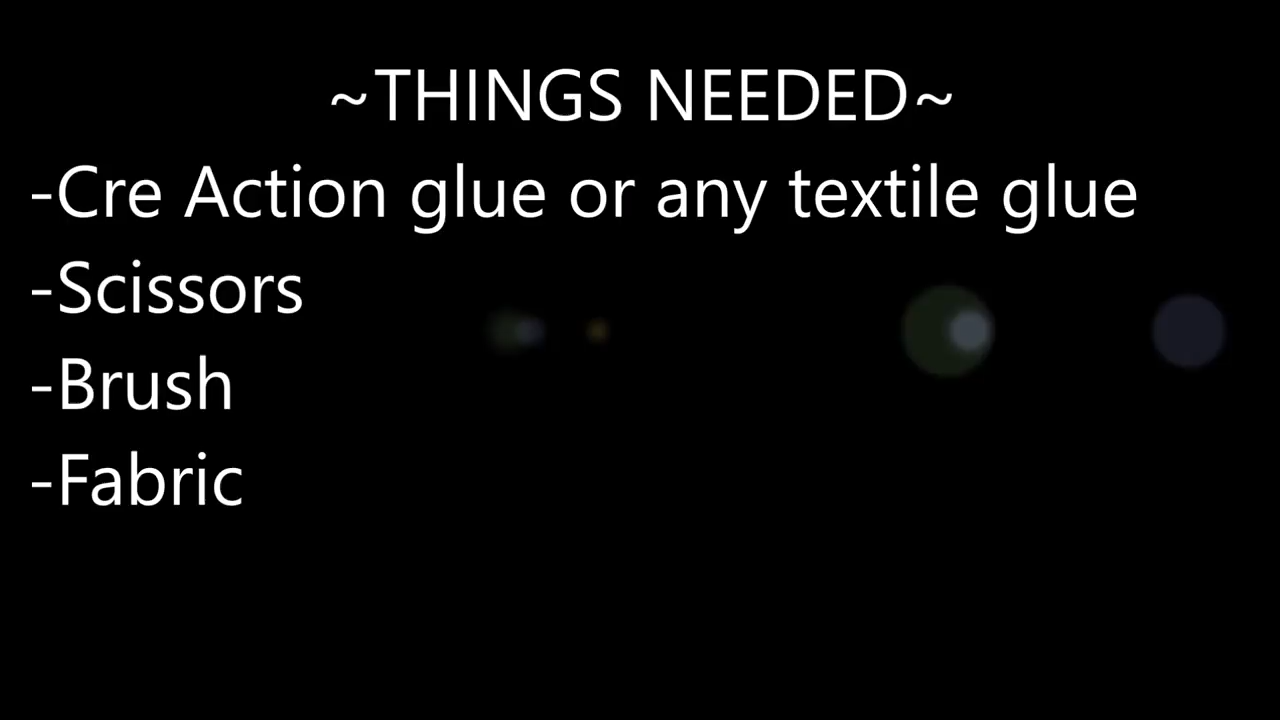 ~THINGS NEEDED~
-Cre Action glue or any textile glue
-Scissors
-Brush
-Fabric